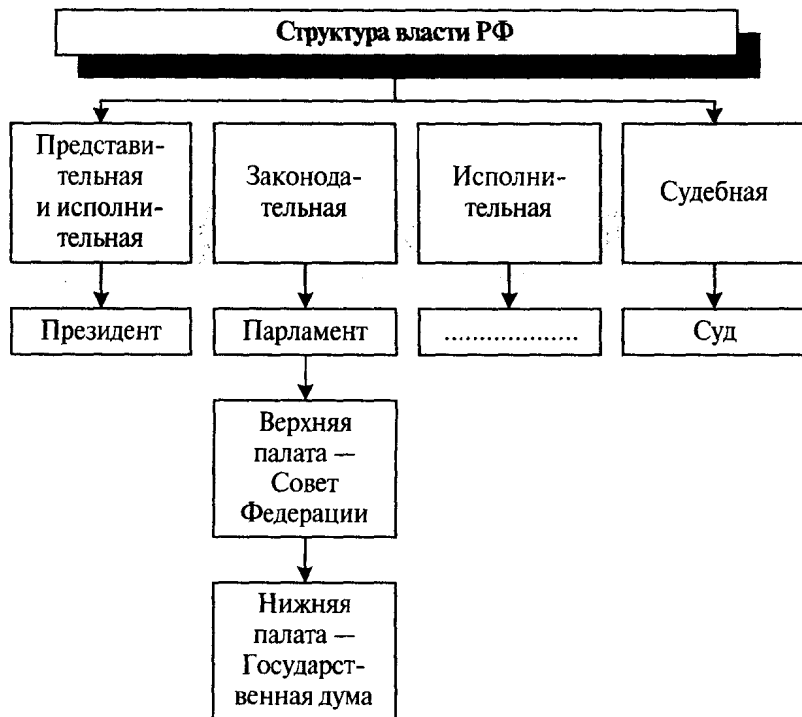 Структура власти РФ
Представи-
тельная
и исполни-
тельная
Законода-
тельная
Исполни-
тельная
Судебная
Президент
Парламент
....................
Суд
Верхняя
палата —
Совет
Федерации
Нижняя
палата —
Государст-
венная дума